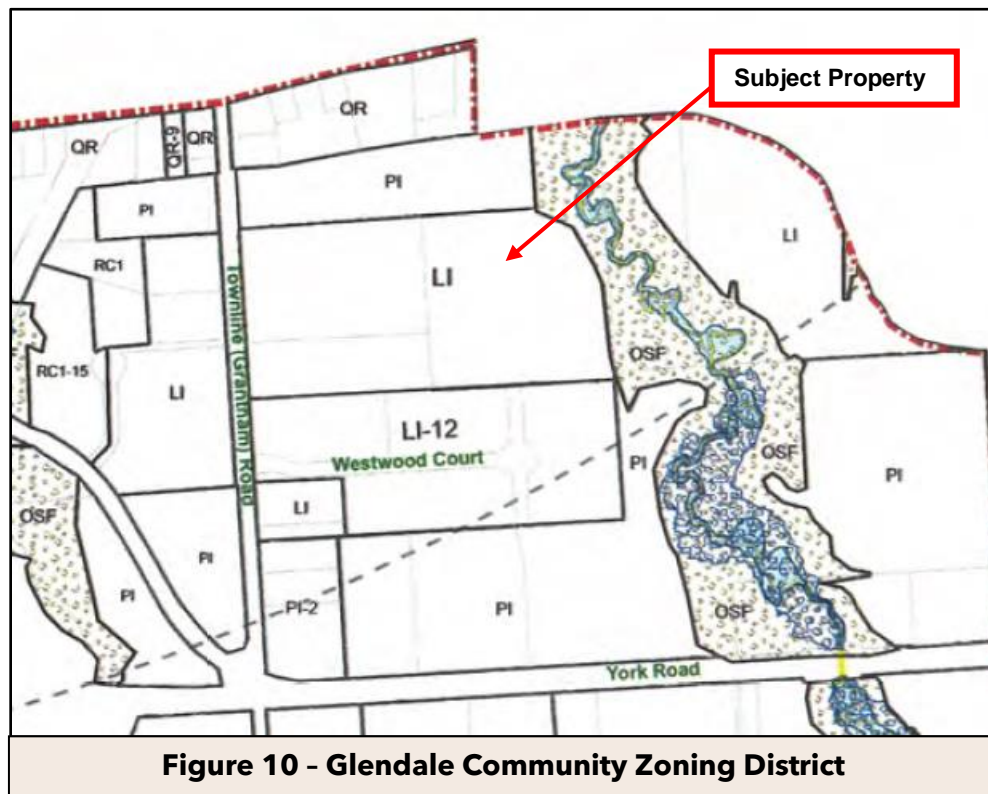 Subject Property
QR
QR
QR-9
QR
PI
PI
LI
RC1
LI
Townline (Grantham) Road
OSF
RC1-15
LI
LI-12
Westwood Court
PI
OSF
PI
LI
OSF
PI
PI
PI-2
PI
OSF
York Road
Figure 10 – Glendale Community Zoning District